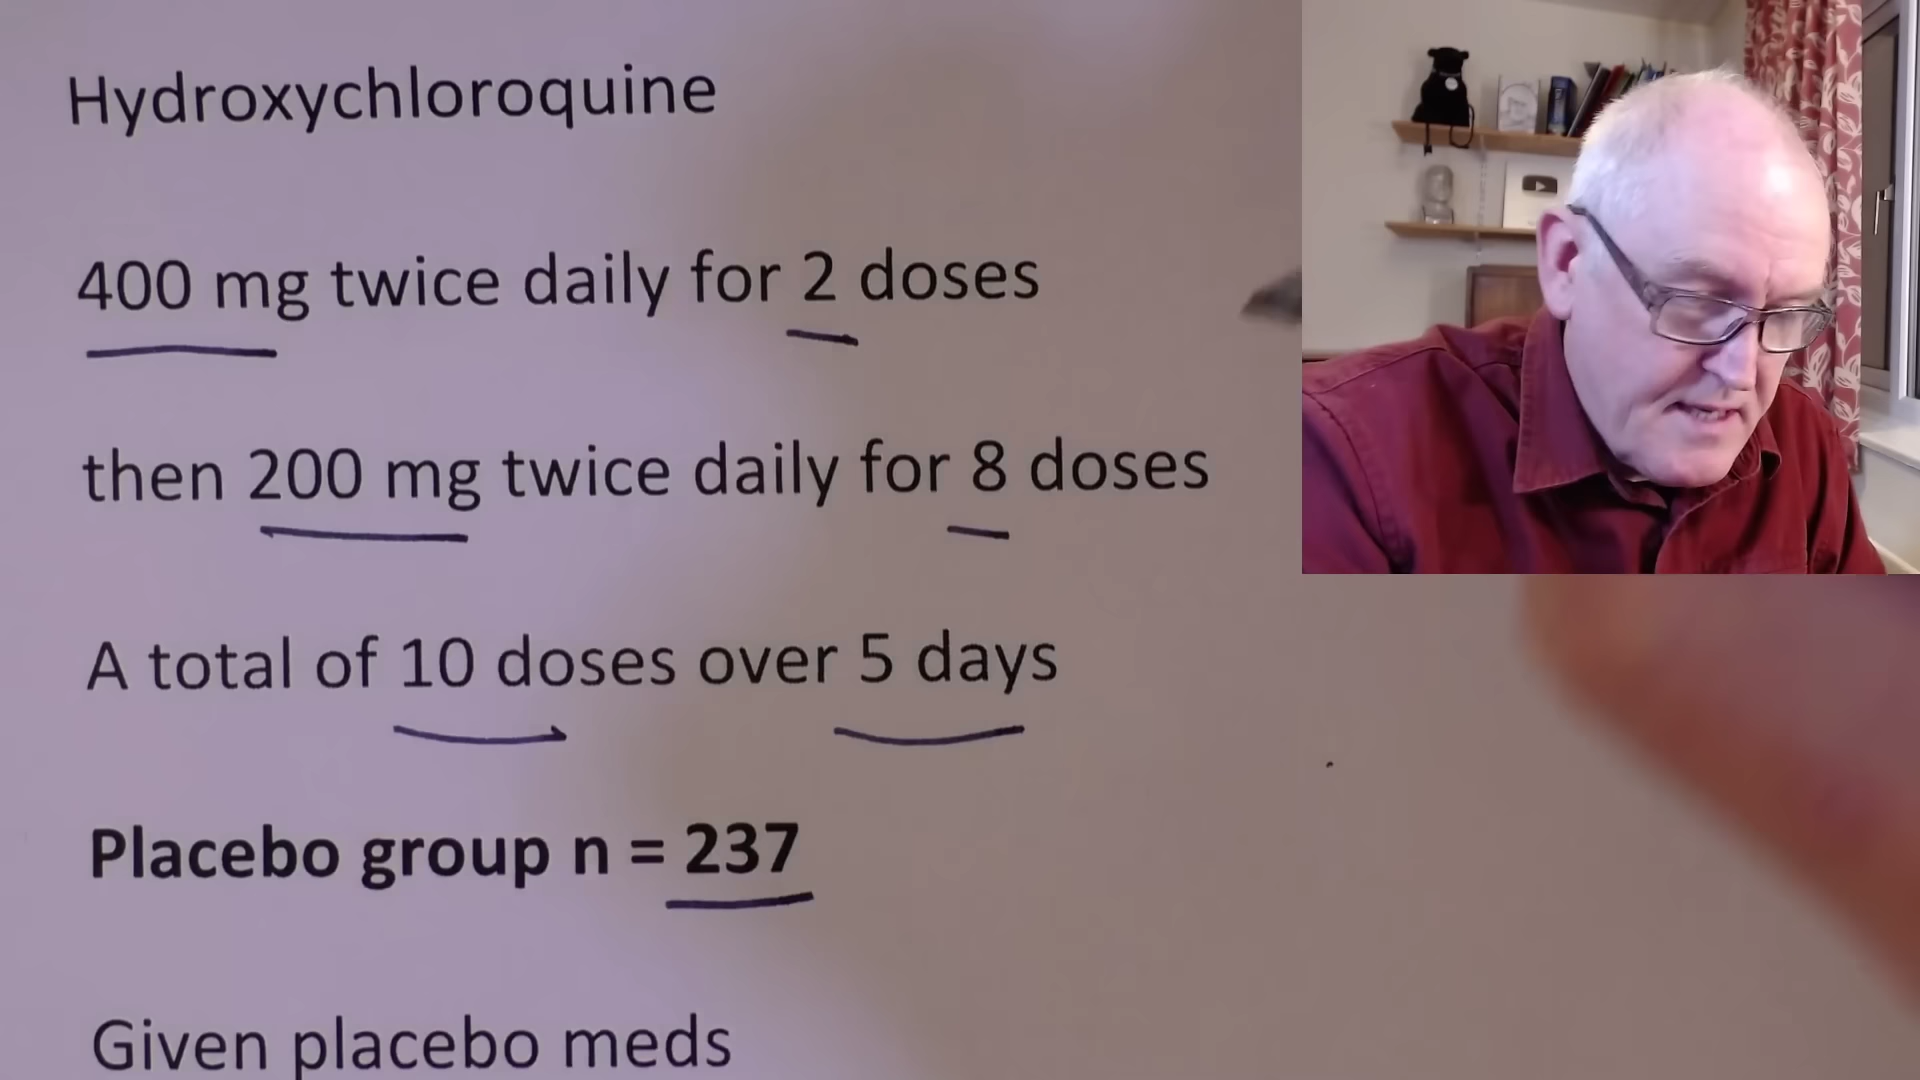 Hydroxychloroquine
400 mg twice daily for 2 doses
then 200 mg twice daily for 8 doses
A total of 10 doses over 5 days
Placebo group n = 237
Given placebo meds